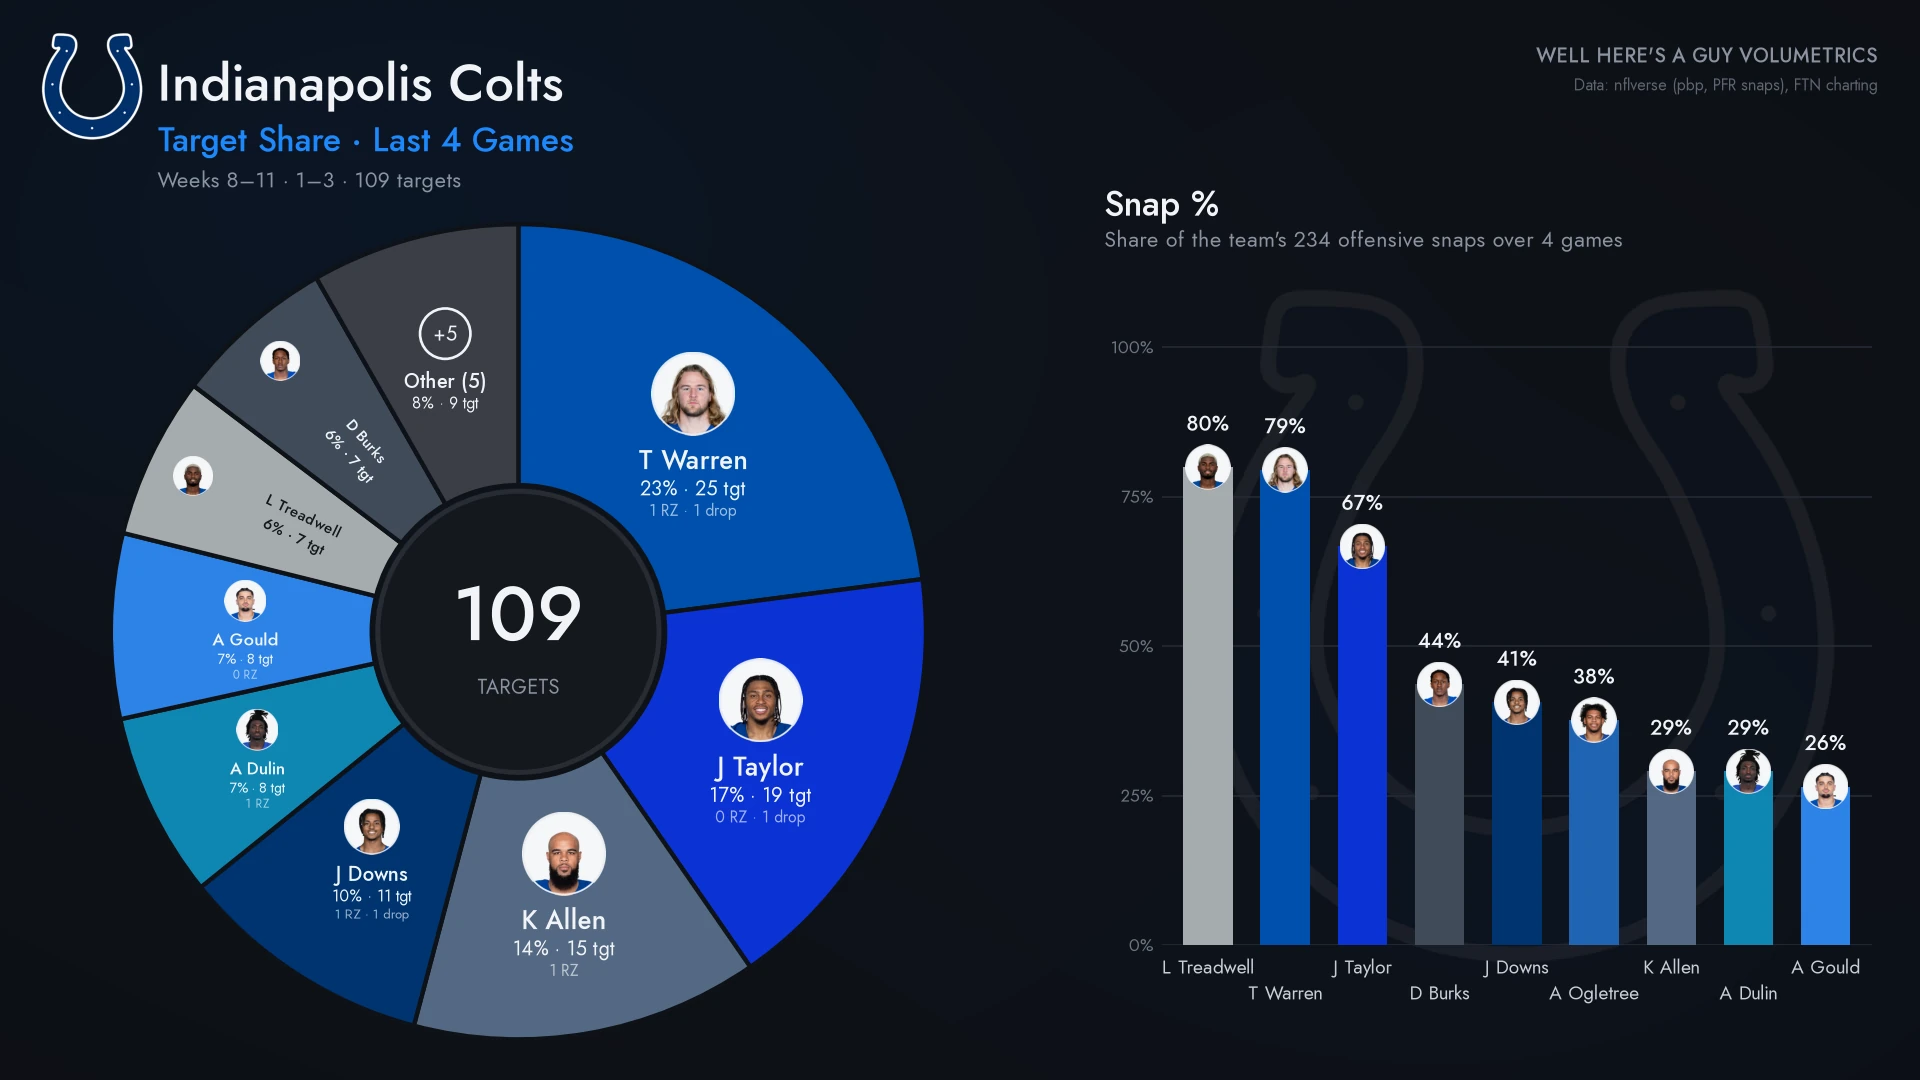 Indianapolis Colts
Target Share · Last 4 Games
Weeks 8–11 · 1–3 · 109 targets
WELL HERE'S A GUY VOLUMETRICS
Data: nflverse (pbp, PFR snaps), FTN charting
T Warren
23% · 25 tgt
1 RZ · 1 drop
J Taylor
17% · 19 tgt
0 RZ · 1 drop
K Allen
14% · 15 tgt
1 RZ
J Downs
10% · 11 tgt
1 RZ · 1 drop
A Dulin
7% · 8 tgt
1 RZ
A Gould
7% · 8 tgt
0 RZ
L Treadwell
6% · 7 tgt
D Burks
6% · 7 tgt
+5
Other (5)
8% · 9 tgt
109
TARGETS
Snap %
Share of the team's 234 offensive snaps over 4 games
100%
75%
50%
25%
0%
80%
79%
67%
44%
41%
38%
29%
29%
26%
L Treadwell
T Warren
J Taylor
D Burks
J Downs
A Ogletree
K Allen
A Dulin
A Gould